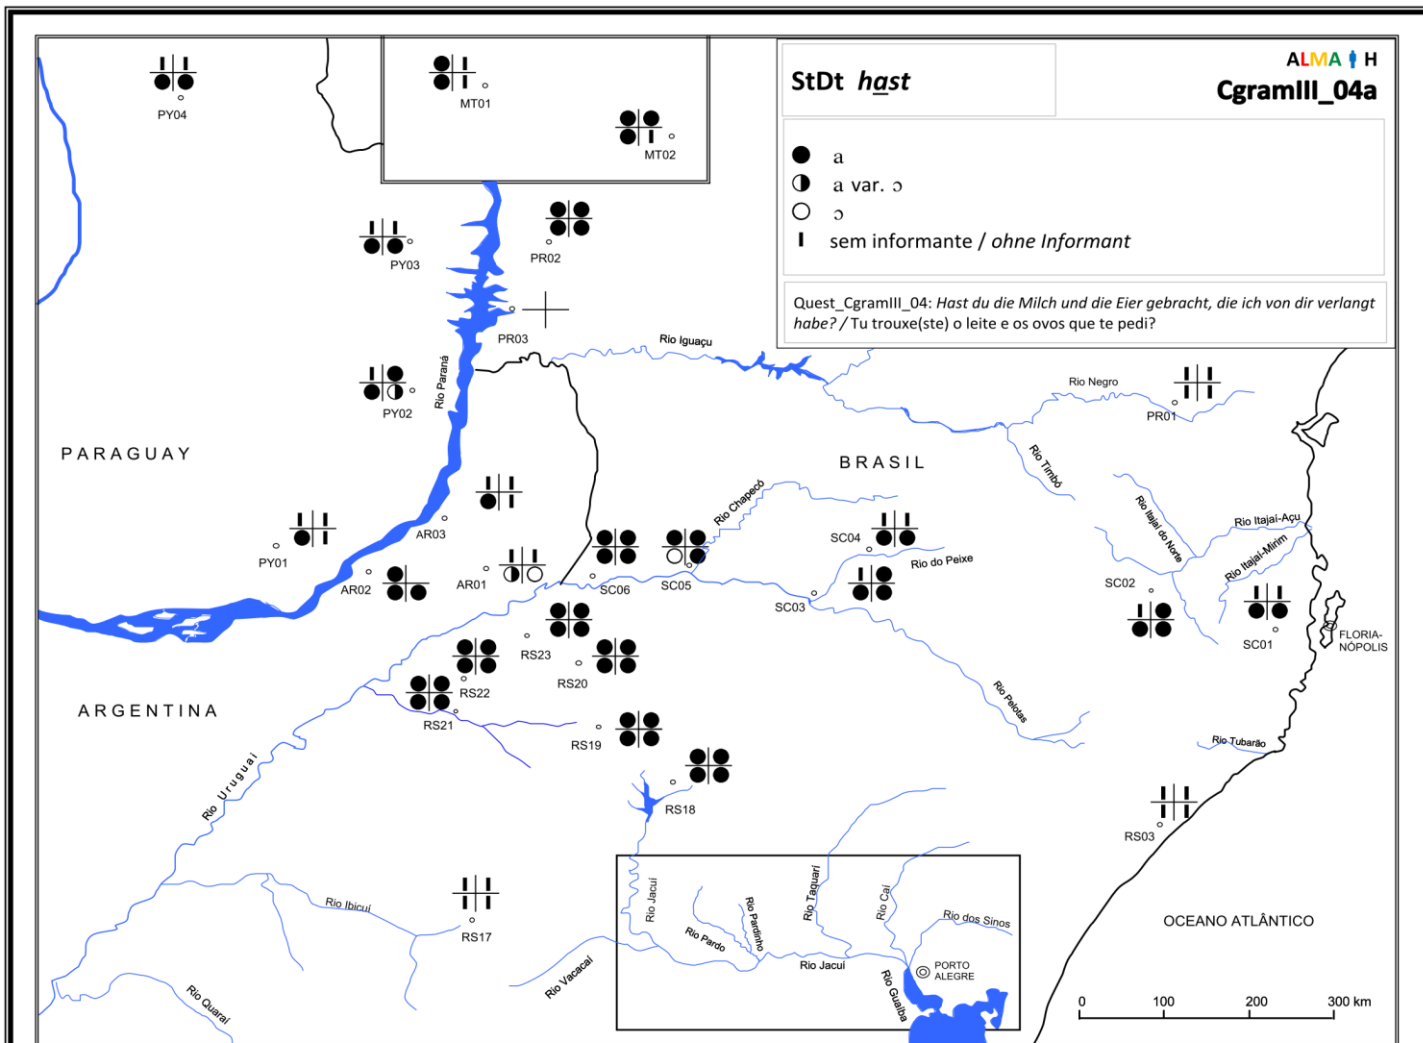 StDt hast
ALMA H
CgramIII_04a
a
a var. ɔ
ɔ
sem informante / ohne Informant
Quest_CgramIII_04: Hast du die Milch und die Eier gebracht, die ich von dir verlangt
habe? / Tu trouxe(ste) o leite e os ovos que te pedi?
PY04
MT01
MT02
PY03
PR02
PR03
Rio Iguaçu
Rio Paraná
PY02
Rio Negro
PR01
PARAGUAY
BRASIL
Rio Timbó
Rio Chapecó
Rio Itajaí do Norte
Rio Itajaí-Açu
Rio Itajaí-Mirim
AR03
SC04
Rio do Peixe
PY01
AR02
AR01
SC06
SC05
SC03
SC02
SC01
FLORIA-
NÓPOLIS
RS23
RS20
RS22
RS21
ARGENTINA
Rio Pelotas
RS19
Rio Tubarão
Rio Uruguai
RS18
RS03
Rio Ibicuí
RS17
Rio Jacuí
Rio Pardo
Rio Pardinho
Rio Taquari
Rio Caí
Rio dos Sinos
OCEANO ATLÂNTICO
Rio Vacacaí
Rio Jacuí
PORTO
ALEGRE
Rio Guaíba
Rio Quaraí
0 100 200 300 km